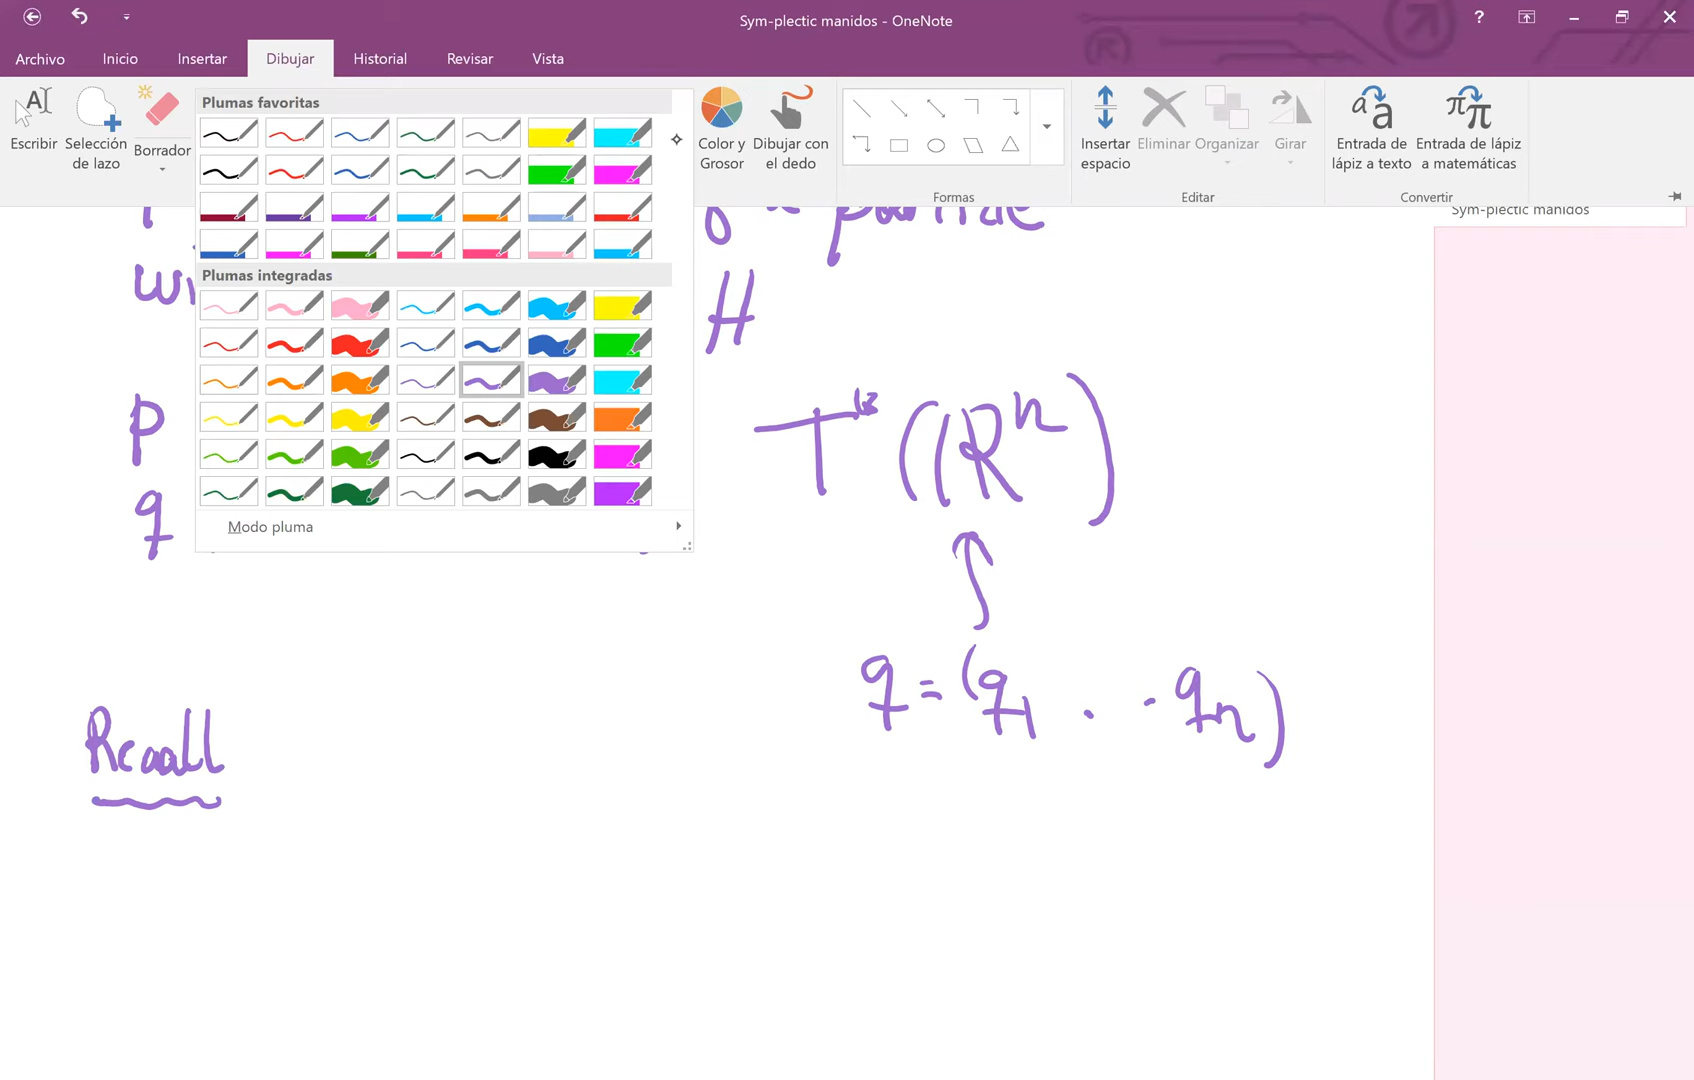 Sym-plectic manidos - OneNote
?
Archivo Inicio Insertar Dibujar Historial Revisar Vista
Escribir
Selección de lazo
Borrador
Plumas favoritas
Plumas integradas
Modo pluma
Color y Grosor
Dibujar con el dedo
Formas
Insertar espacio
Eliminar
Organizar
Girar
Editar
Entrada de lápiz a texto
Entrada de lápiz a matemáticas
Convertir
Sym-plectic manidos
a particle
H
p
q
T* (ℝⁿ)
↑
q = (q₁ . . qₙ)
Recall